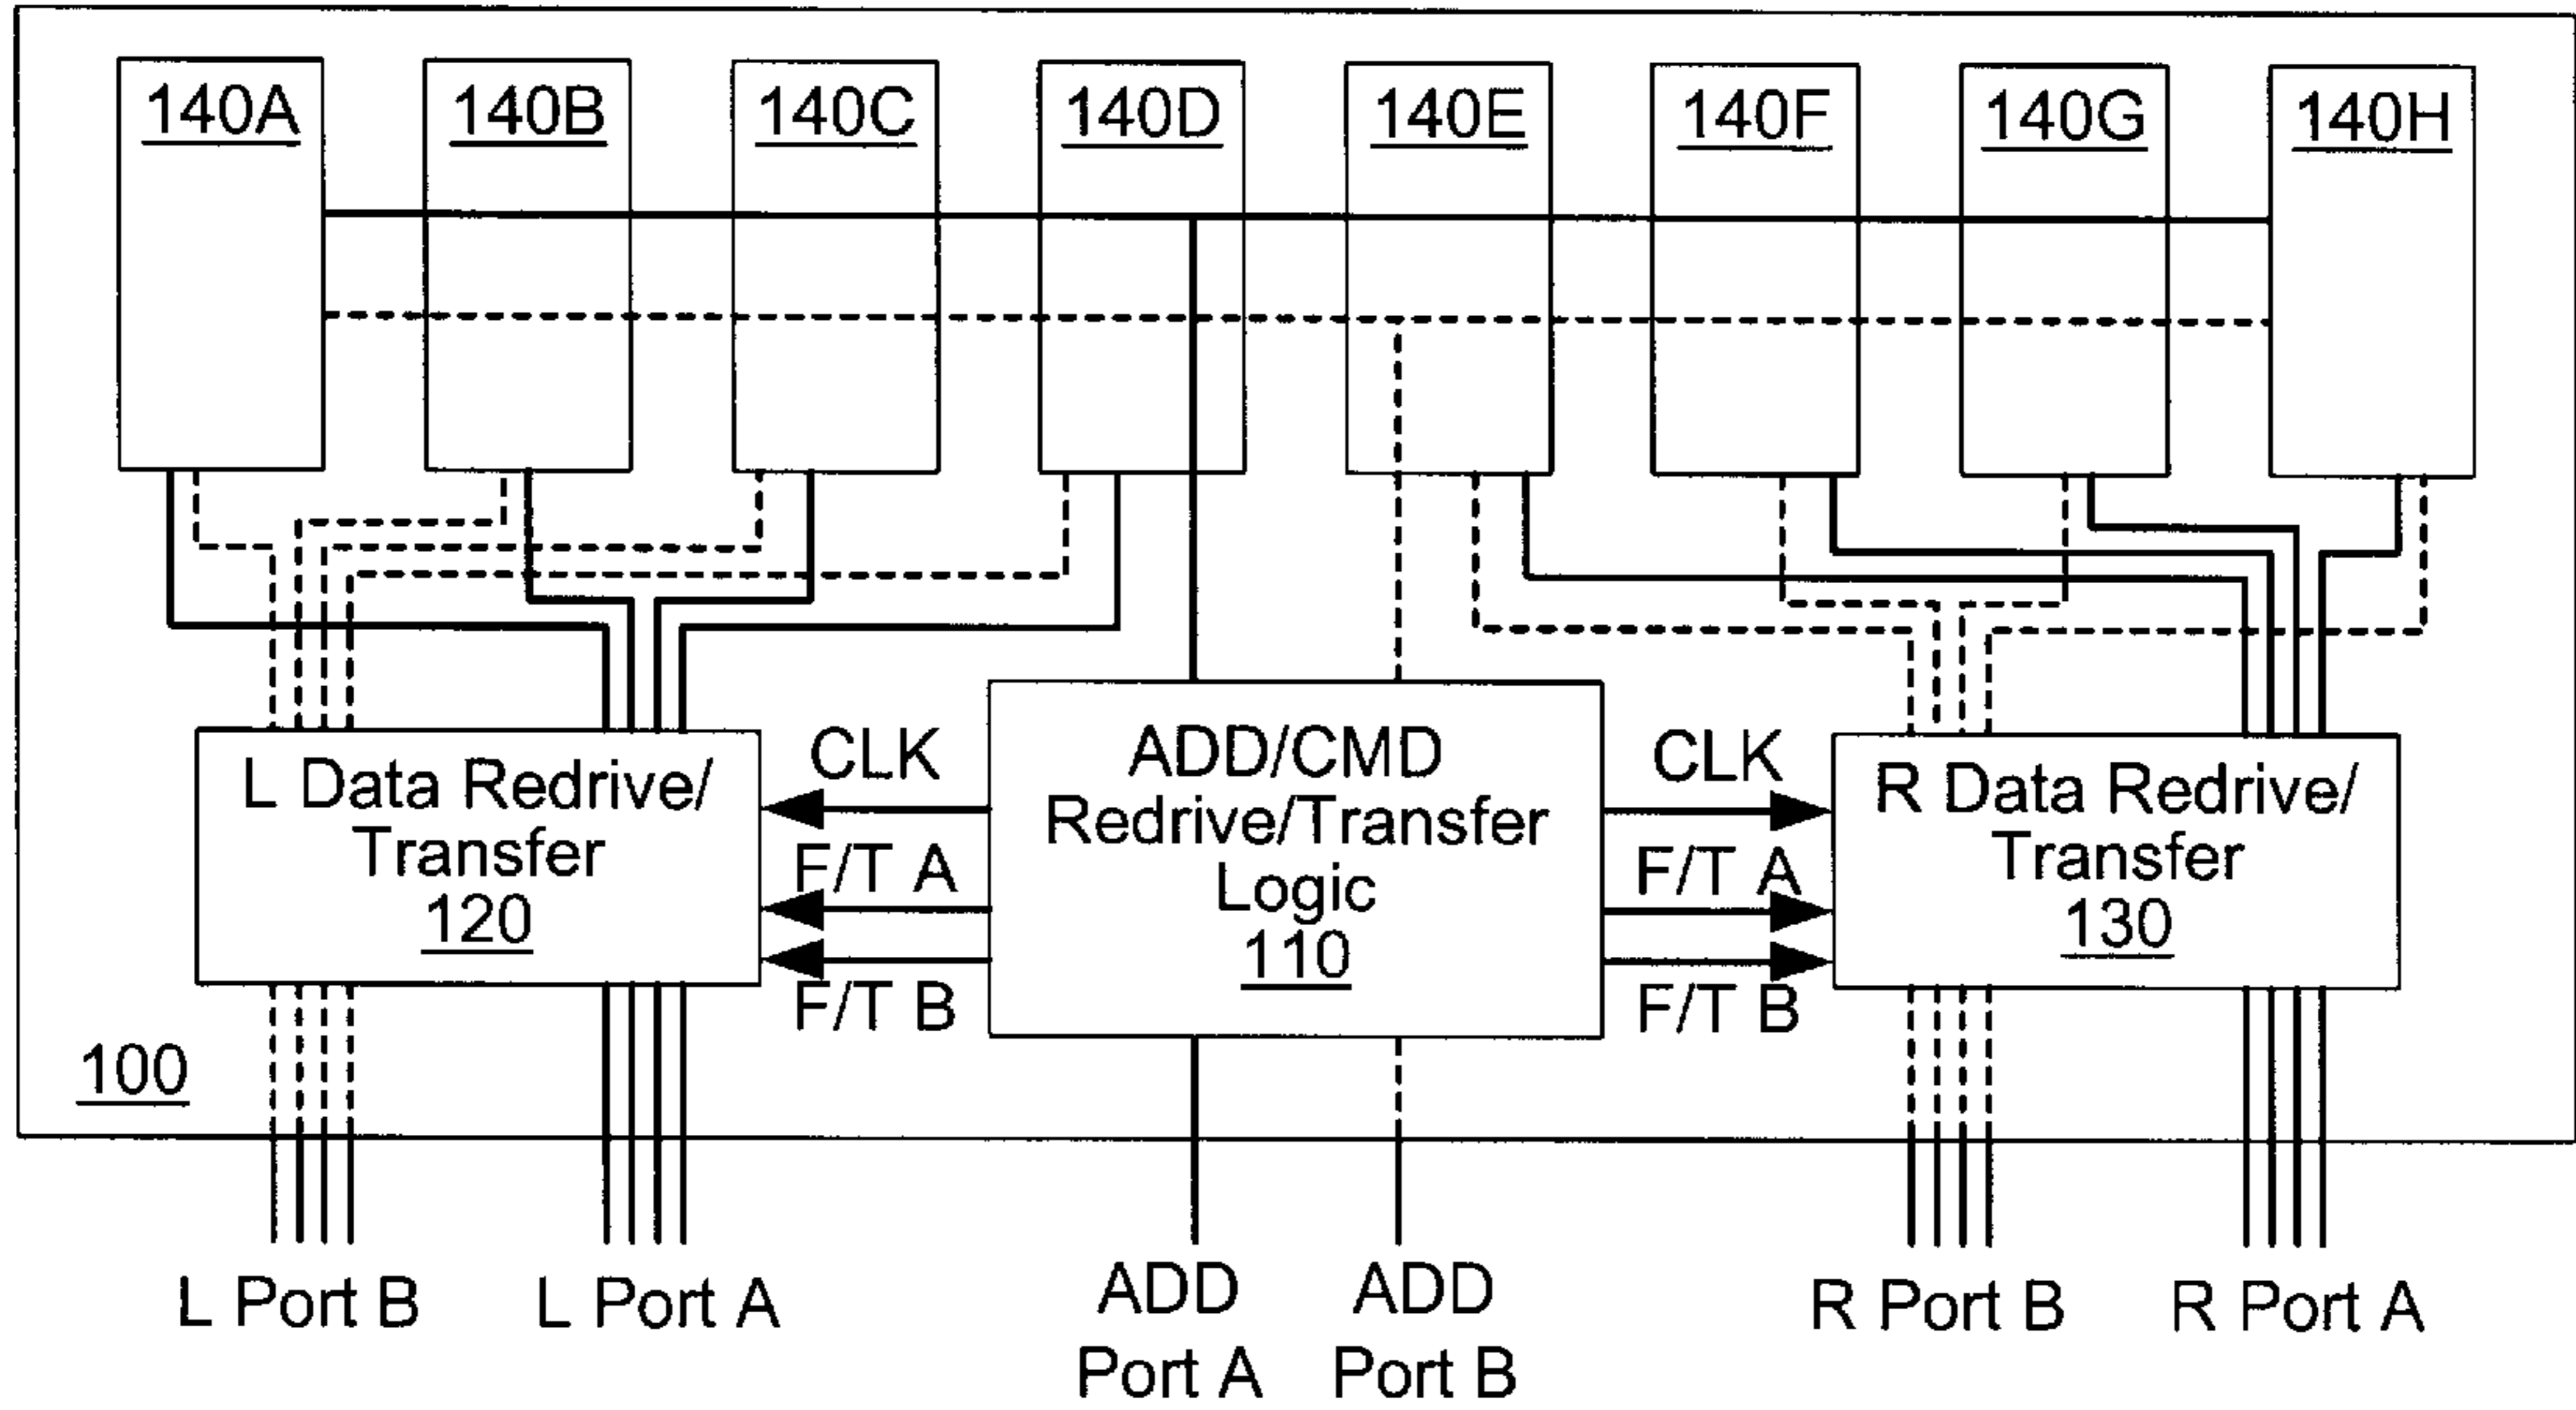 140A
140B
140C
140D
140E
140F
140G
140H
L Data Redrive/
Transfer
120
CLK
F/T A
F/T B
ADD/CMD
Redrive/Transfer
Logic
110
CLK
F/T A
F/T B
R Data Redrive/
Transfer
130
100
L Port B
L Port A
ADD
Port A
ADD
Port B
R Port B
R Port A